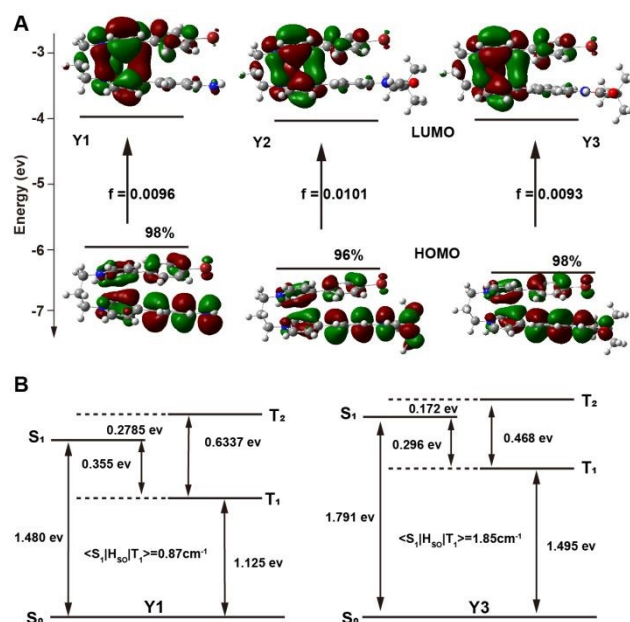 A
-3
-4
-5
-6
-7
Energy (ev)
Y1
Y2
LUMO
Y3
f = 0.0096
f = 0.0101
f = 0.0093
98%
96%
HOMO
98%
B
S₁
T₂
0.2785 ev
0.6337 ev
0.355 ev
T₁
1.480 ev
<S₁|Hₛₒ|T₁>=0.87cm⁻¹
1.125 ev
S₀
Y1
S₁
0.172 ev
T₂
0.296 ev
0.468 ev
T₁
1.791 ev
<S₁|Hₛₒ|T₁>=1.85cm⁻¹
1.495 ev
S₀
Y3